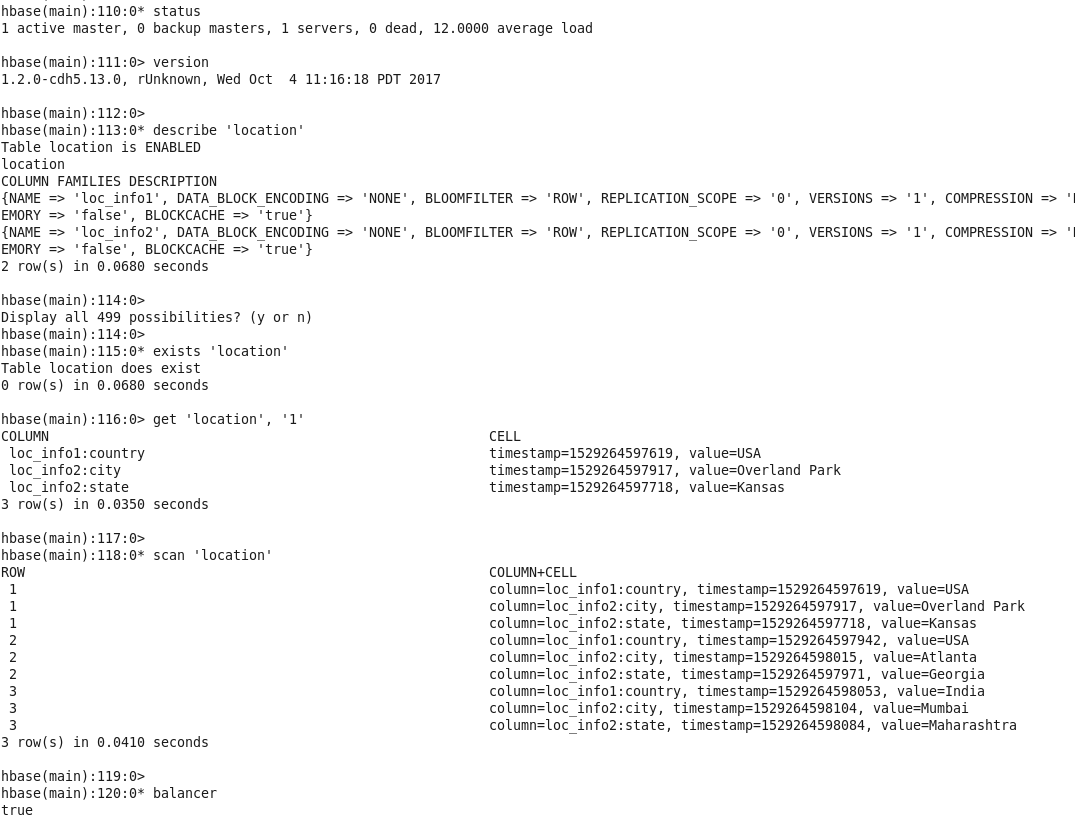 hbase(main):110:0* status
1 active master, 0 backup masters, 1 servers, 0 dead, 12.0000 average load
hbase(main):111:0> version
1.2.0-cdh5.13.0, rUnknown, Wed Oct  4 11:16:18 PDT 2017
hbase(main):112:0>
hbase(main):113:0* describe 'location'
Table location is ENABLED
location
COLUMN FAMILIES DESCRIPTION
{NAME => 'loc_info1', DATA_BLOCK_ENCODING => 'NONE', BLOOMFILTER => 'ROW', REPLICATION_SCOPE => '0', VERSIONS => '1', COMPRESSION => '
EMORY => 'false', BLOCKCACHE => 'true'}
{NAME => 'loc_info2', DATA_BLOCK_ENCODING => 'NONE', BLOOMFILTER => 'ROW', REPLICATION_SCOPE => '0', VERSIONS => '1', COMPRESSION => '
EMORY => 'false', BLOCKCACHE => 'true'}
2 row(s) in 0.0680 seconds
hbase(main):114:0>
Display all 499 possibilities? (y or n)
hbase(main):114:0>
hbase(main):115:0* exists 'location'
Table location does exist
0 row(s) in 0.0680 seconds
hbase(main):116:0> get 'location', '1'
COLUMN CELL
loc_info1:country timestamp=1529264597619, value=USA
loc_info2:city timestamp=1529264597917, value=Overland Park
loc_info2:state timestamp=1529264597718, value=Kansas
3 row(s) in 0.0350 seconds
hbase(main):117:0>
hbase(main):118:0* scan 'location'
ROW COLUMN+CELL
1 column=loc_info1:country, timestamp=1529264597619, value=USA
1 column=loc_info2:city, timestamp=1529264597917, value=Overland Park
1 column=loc_info2:state, timestamp=1529264597718, value=Kansas
2 column=loc_info1:country, timestamp=1529264597942, value=USA
2 column=loc_info2:city, timestamp=1529264598015, value=Atlanta
2 column=loc_info2:state, timestamp=1529264597971, value=Georgia
3 column=loc_info1:country, timestamp=1529264598053, value=India
3 column=loc_info2:city, timestamp=1529264598104, value=Mumbai
3 column=loc_info2:state, timestamp=1529264598084, value=Maharashtra
3 row(s) in 0.0410 seconds
hbase(main):119:0>
hbase(main):120:0* balancer
true